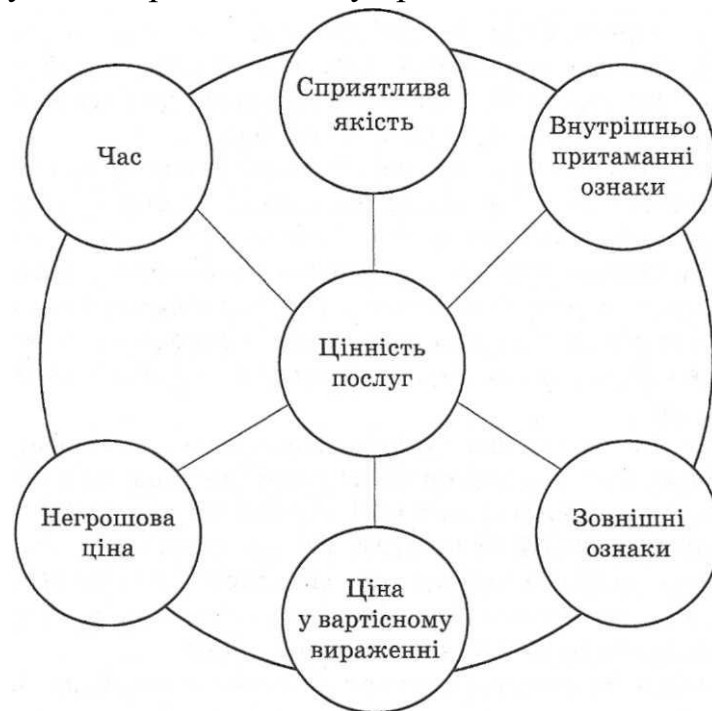 Сприятлива
якість
Час
Внутрішньо
притаманні
ознаки
Цінність
послуг
Негрошова
ціна
Зовнішні
ознаки
Ціна
у вартісному
вираженні